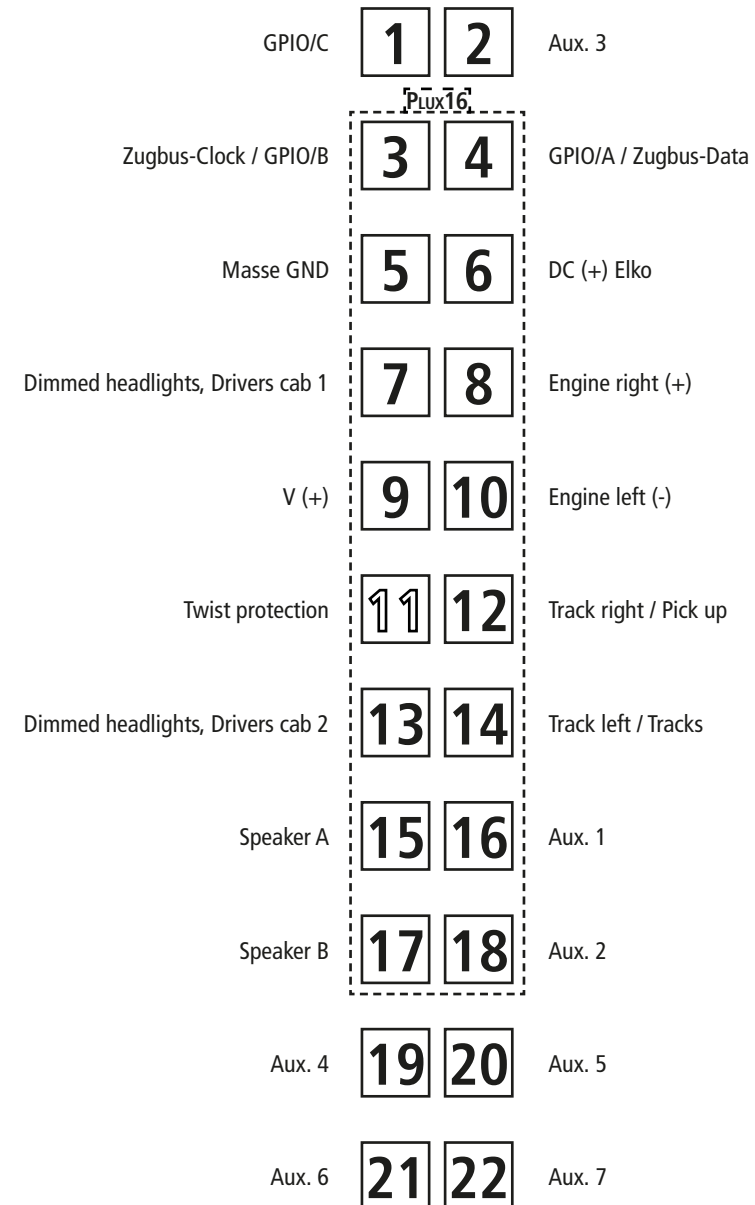 GPIO/C 1 2 Aux. 3
PLUX16
Zugbus-Clock / GPIO/B 3 4 GPIO/A / Zugbus-Data
Masse GND 5 6 DC (+) Elko
Dimmed headlights, Drivers cab 1 7 8 Engine right (+)
V (+) 9 10 Engine left (-)
Twist protection 11 12 Track right / Pick up
Dimmed headlights, Drivers cab 2 13 14 Track left / Tracks
Speaker A 15 16 Aux. 1
Speaker B 17 18 Aux. 2
Aux. 4 19 20 Aux. 5
Aux. 6 21 22 Aux. 7